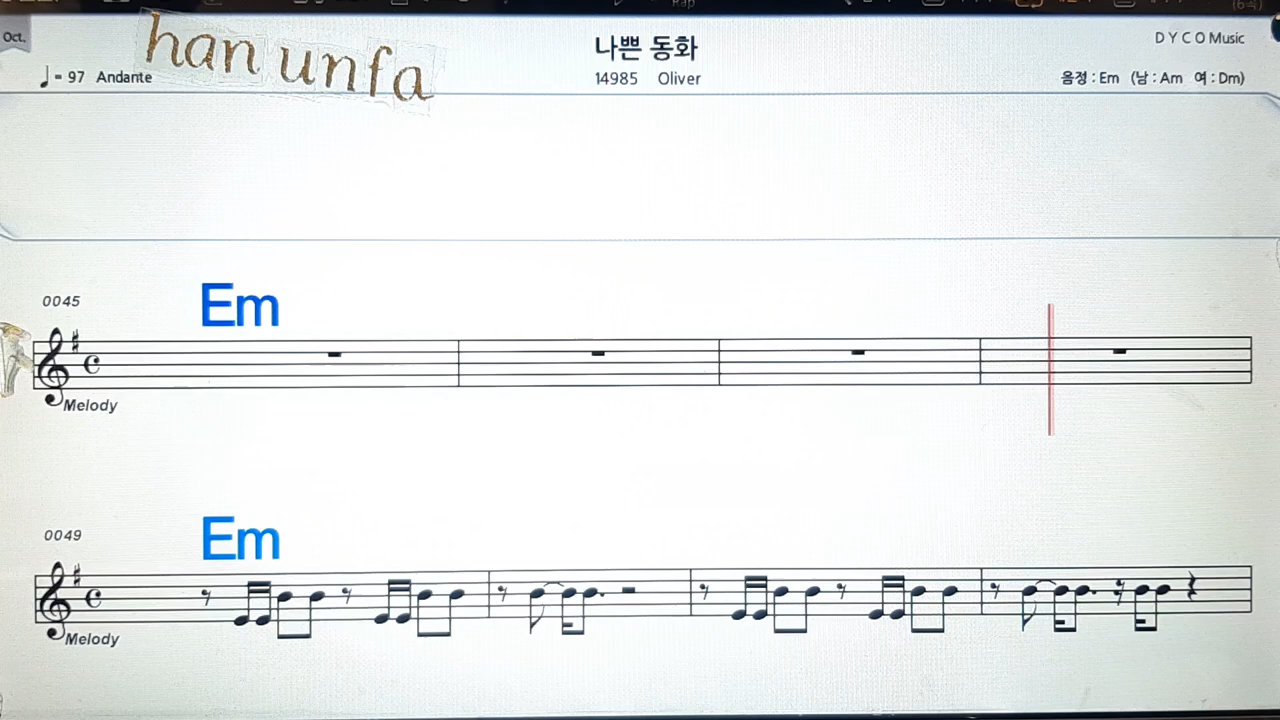 Rap
Oct.
han unfa
♩= 97 Andante
나쁜 동화
14985 Oliver
D Y C O Music
음정 : Em (남 : Am 여 : Dm)
0045
Em
Melody
0049
Em
Melody